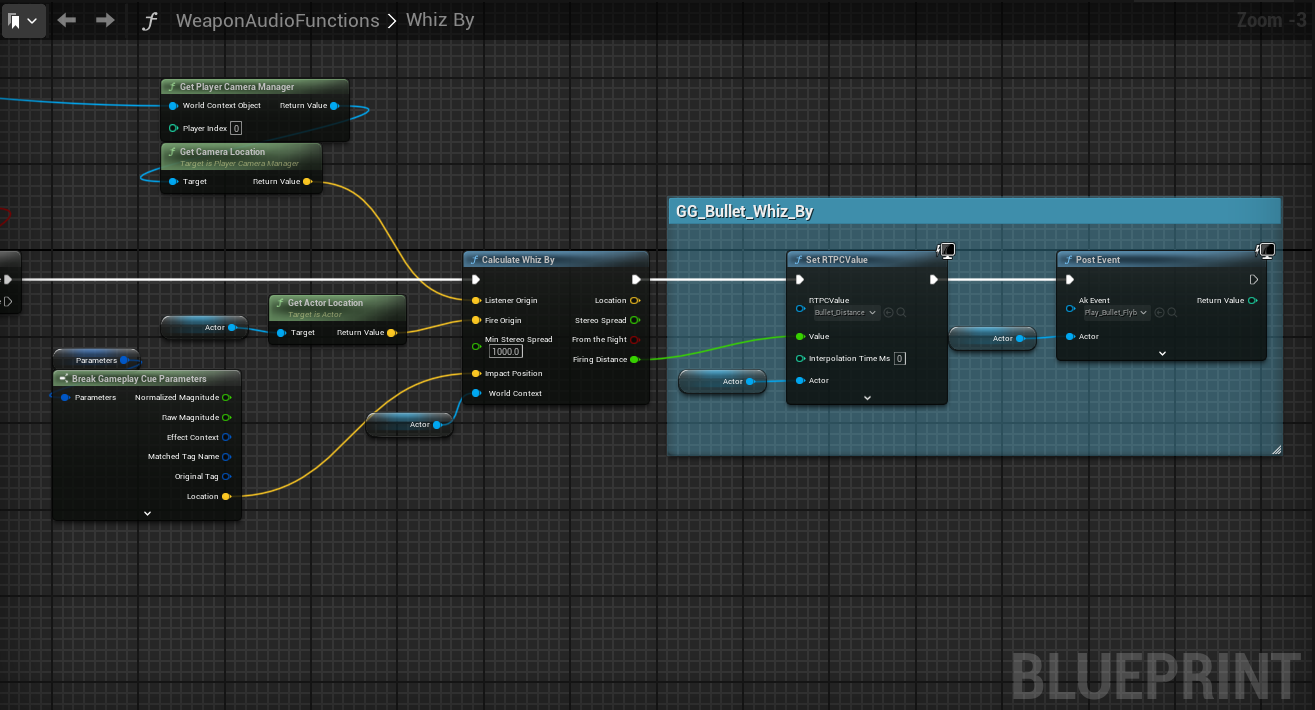 WeaponAudioFunctions > Whiz By
Zoom -3
Get Player Camera Manager
World Context Object
Return Value
Player Index 0
Get Camera Location
Target is Player Camera Manager
Target
Return Value
GG_Bullet_Whiz_By
Calculate Whiz By
Listener Origin
Location
Fire Origin
Stereo Spread
Min Stereo Spread
1000.0
From the Right
Firing Distance
Impact Position
World Context
Get Actor Location
Target is Actor
Target
Return Value
Actor
Parameters
Break Gameplay Cue Parameters
Parameters
Normalized Magnitude
Raw Magnitude
Effect Context
Matched Tag Name
Original Tag
Location
Actor
Set RTPCValue
RTPCValue
Bullet_Distance
Value
Interpolation Time Ms 0
Actor
Actor
Post Event
Ak Event
Play_Bullet_Flyb
Return Value
Actor
Actor
BLUEPRINT